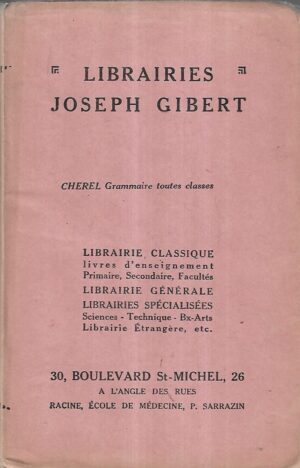 LIBRAIRIES
JOSEPH GIBERT
CHEREL Grammaire toutes classes
LIBRAIRIE CLASSIQUE
livres d'enseignement
Primaire, Secondaire, Facultés
LIBRAIRIE GÉNÉRALE
LIBRAIRIES SPÉCIALISÉES
Sciences - Technique - Bx-Arts
Librairie Étrangère, etc.
30, BOULEVARD St-MICHEL, 26
A L'ANGLE DES RUES
RACINE, ÉCOLE DE MÉDECINE, P. SARRAZIN